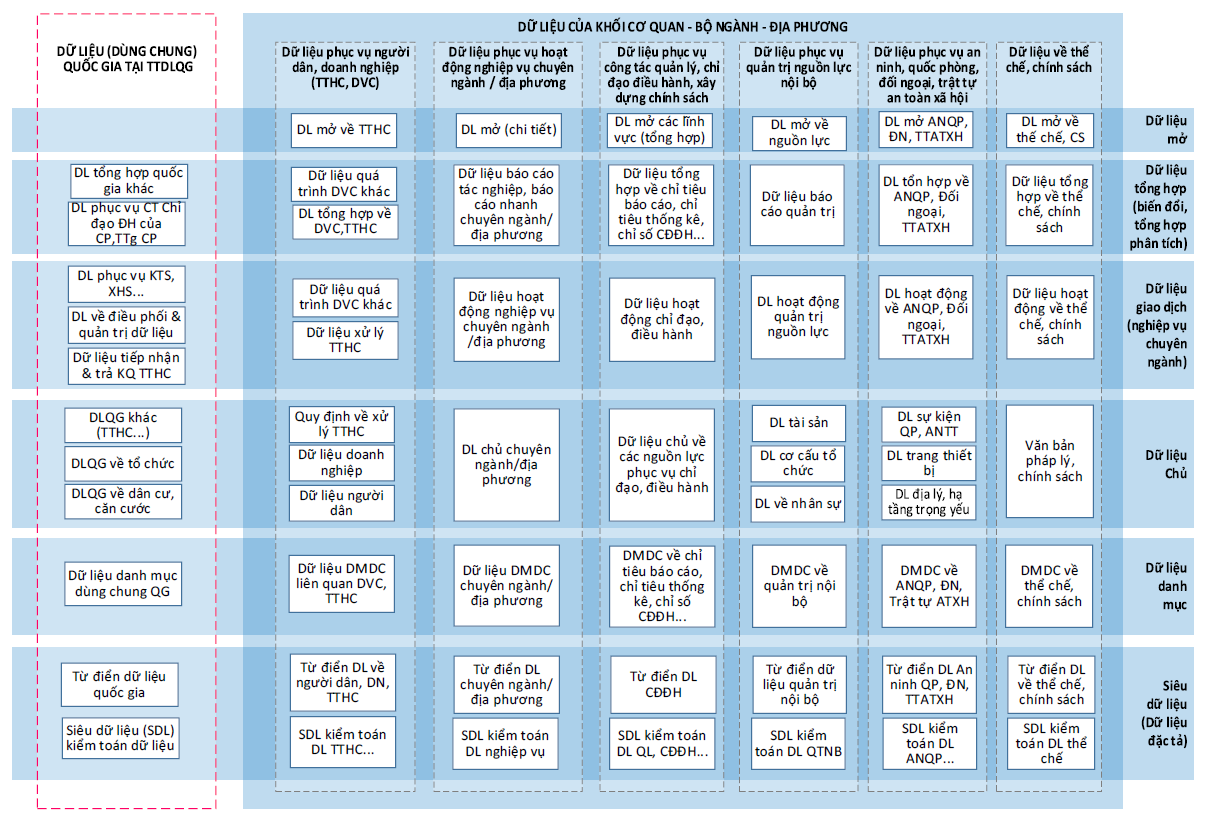 DỮ LIỆU (DÙNG CHUNG)
QUỐC GIA TẠI TTDLQG
DỮ LIỆU CỦA KHỐI CƠ QUAN - BỘ NGÀNH - ĐỊA PHƯƠNG
Dữ liệu phục vụ người
dân, doanh nghiệp
(TTHC, DVC)
Dữ liệu phục vụ hoạt
động nghiệp vụ chuyên
ngành / địa phương
Dữ liệu phục vụ
công tác quản lý, chỉ
đạo điều hành, xây
dựng chính sách
Dữ liệu phục vụ
quản trị nguồn lực
nội bộ
Dữ liệu phục vụ an
ninh, quốc phòng,
đối ngoại, trật tự
an toàn xã hội
Dữ liệu về thể
chế, chính sách
DL mở về TTHC
DL mở (chi tiết)
DL mở các lĩnh
vực (tổng hợp)
DL mở về
nguồn lực
DL mở ANQP,
ĐN, TTATXH
DL mở về
thể chế, CS
Dữ liệu
mở
DL tổng hợp quốc
gia khác
DL phục vụ CT Chỉ
đạo ĐH của
CP,TTg CP
Dữ liệu quá
trình DVC khác
DL tổng hợp về
DVC,TTHC
Dữ liệu báo cáo
tác nghiệp, báo
cáo nhanh
chuyên ngành/
địa phương
Dữ liệu tổng
hợp về chỉ tiêu
báo cáo, chỉ
tiêu thống kê,
chỉ số CĐĐH...
Dữ liệu báo
cáo quản trị
DL tổn hợp về
ANQP, Đối
ngoại,
TTATXH
Dữ liệu tổng
hợp về thể
chế, chính
sách
Dữ liệu
tổng hợp
(biến đổi,
tổng hợp
phân tích)
DL phục vụ KTS,
XHS...
DL về điều phối &
quản trị dữ liệu
Dữ liệu tiếp nhận
& trả KQ TTHC
Dữ liệu quá
trình DVC khác
Dữ liệu xử lý
TTHC
Dữ liệu hoạt
động nghiệp vụ
chuyên ngành
/địa phương
Dữ liệu hoạt
động chỉ đạo,
điều hành
DL hoạt động
quản trị
nguồn lực
DL hoạt động
về ANQP, Đối
ngoại,
TTATXH
Dữ liệu hoạt
động về thể
chế, chính
sách
Dữ liệu
giao dịch
(nghiệp vụ
chuyên
ngành)
DLQG khác
(TTHC...)
DLQG về tổ chức
DLQG về dân cư,
căn cước
Quy định về xử
lý TTHC
Dữ liệu doanh
nghiệp
Dữ liệu người
dân
DL chủ chuyên
ngành/địa
phương
Dữ liệu chủ về
các nguồn lực
phục vụ chỉ
đạo, điều hành
DL tài sản
DL cơ cấu tổ
chức
DL về nhân sự
DL sự kiện
QP, ANTT
DL trang thiết
bị
DL địa lý, hạ
tầng trọng yếu
Văn bản
pháp lý,
chính sách
Dữ liệu
Chủ
Dữ liệu danh mục
dùng chung QG
Dữ liệu DMDC
liên quan DVC,
TTHC
Dữ liệu DMDC
chuyên ngành/
địa phương
DMDC về chỉ
tiêu báo cáo,
chỉ tiêu thống
kê, chỉ số
CĐĐH...
DMDC về
quản trị nội
bộ
DMDC về
ANQP, ĐN,
Trật tự ATXH
DMDC về
thể chế,
chính sách
Dữ liệu
danh
mục
Từ điển dữ liệu
quốc gia
Siêu dữ liệu (SDL)
kiểm toán dữ liệu
Từ điển DL về
người dân, DN,
TTHC
SDL kiểm toán
DL TTHC...
Từ điển DL
chuyên ngành/
địa phương
SDL kiểm toán
DL nghiệp vụ
Từ điển DL
CĐĐH
SDL kiểm toán
DL QL, CĐĐH...
Từ điển dữ
liệu quản trị
nội bộ
SDL kiểm
toán DL QTNB
Từ điển DL An
ninh QP, ĐN,
TTATXH
SDL kiểm
toán DL
ANQP...
Từ điển DL
về thể chế,
chính sách
SDL kiểm
toán DL thể
chế
Siêu
dữ liệu
(Dữ liệu
đặc tả)